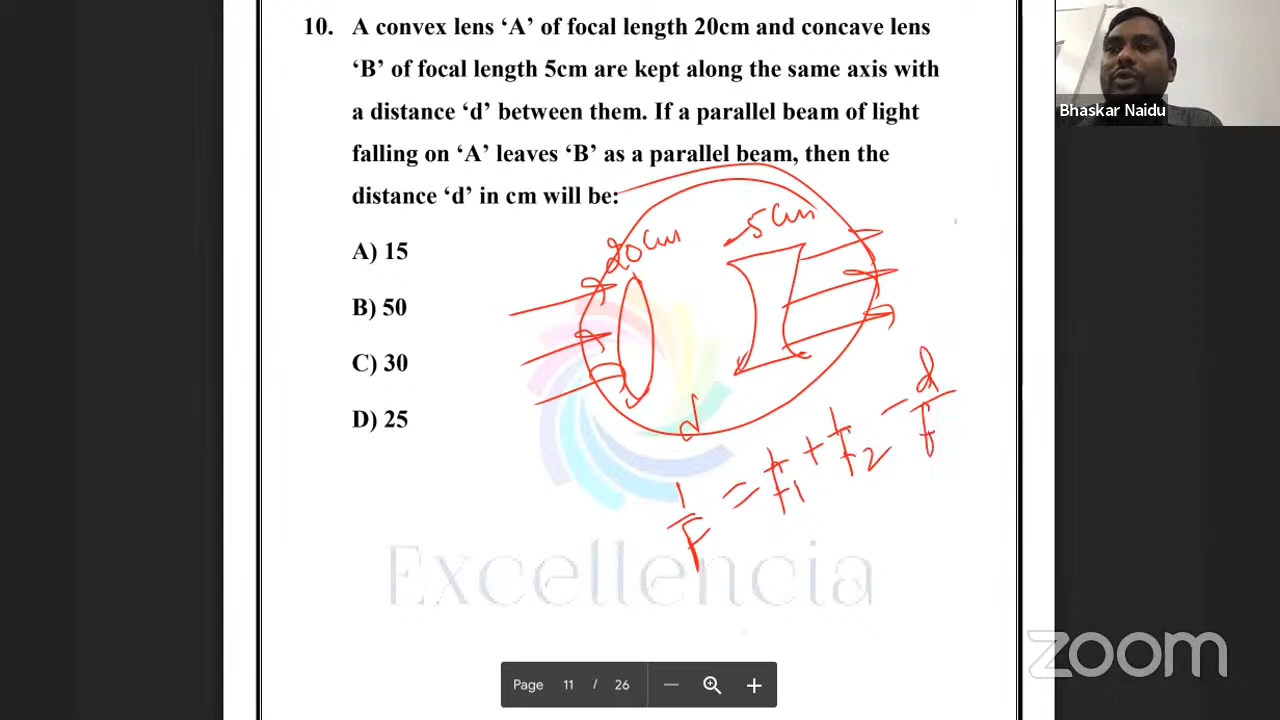 10. A convex lens ‘A’ of focal length 20cm and concave lens
‘B’ of focal length 5cm are kept along the same axis with
a distance ‘d’ between them. If a parallel beam of light
falling on ‘A’ leaves ‘B’ as a parallel beam, then the
distance ‘d’ in cm will be:
A) 15
B) 50
C) 30
D) 25
20cm
5cm
d
1/F = 1/f1 + 1/f2 - d/f
Excellencia
Bhaskar Naidu
zoom
Page 11 / 26